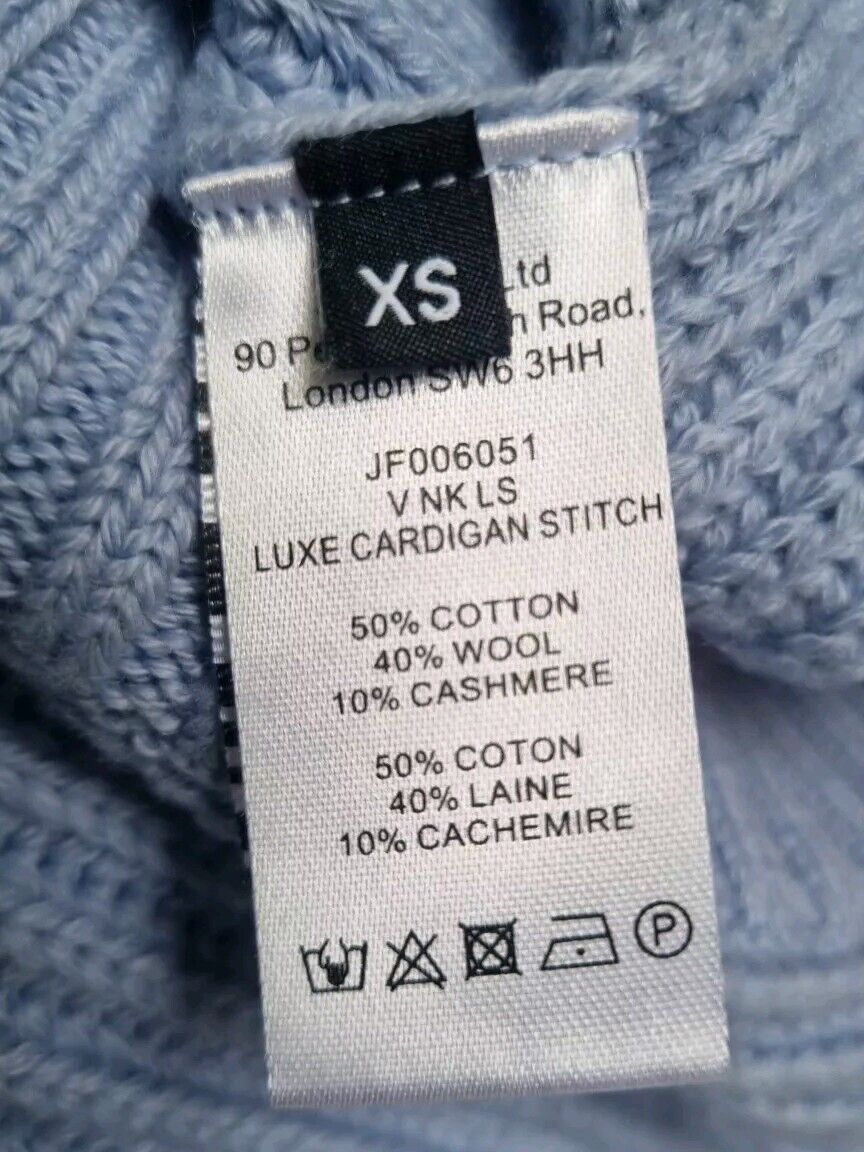 XS
Ltd
90 Road,
London SW6 3HH
JF006051
V NK LS
LUXE CARDIGAN STITCH
50% COTTON
40% WOOL
10% CASHMERE
50% COTON
40% LAINE
10% CACHEMIRE
P